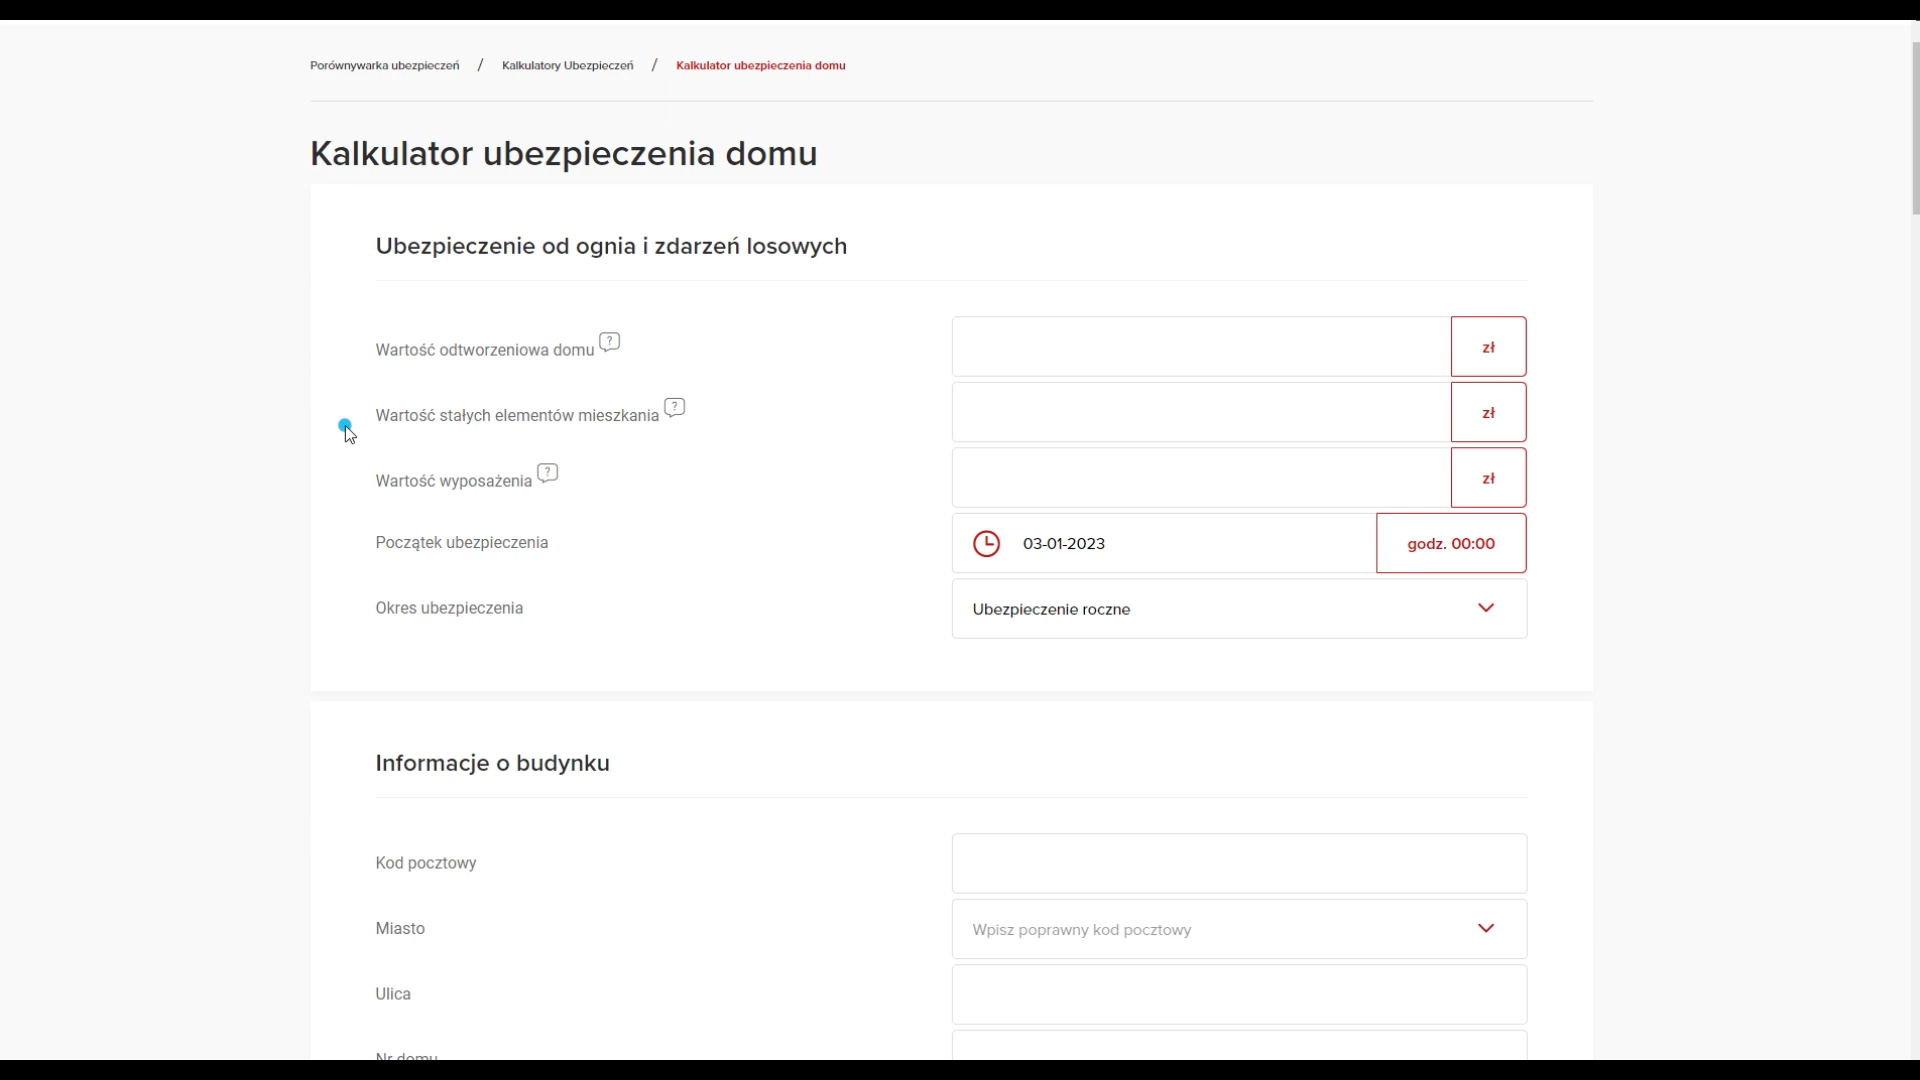 Porównywarka ubezpieczeń / Kalkulatory Ubezpieczeń / Kalkulator ubezpieczenia domu
Kalkulator ubezpieczenia domu
Ubezpieczenie od ognia i zdarzeń losowych
Wartość odtworzeniowa domu ? zł
Wartość stałych elementów mieszkania ? zł
Wartość wyposażenia ? zł
Początek ubezpieczenia 03-01-2023 godz. 00:00
Okres ubezpieczenia Ubezpieczenie roczne
Informacje o budynku
Kod pocztowy
Miasto Wpisz poprawny kod pocztowy
Ulica
Nr domu